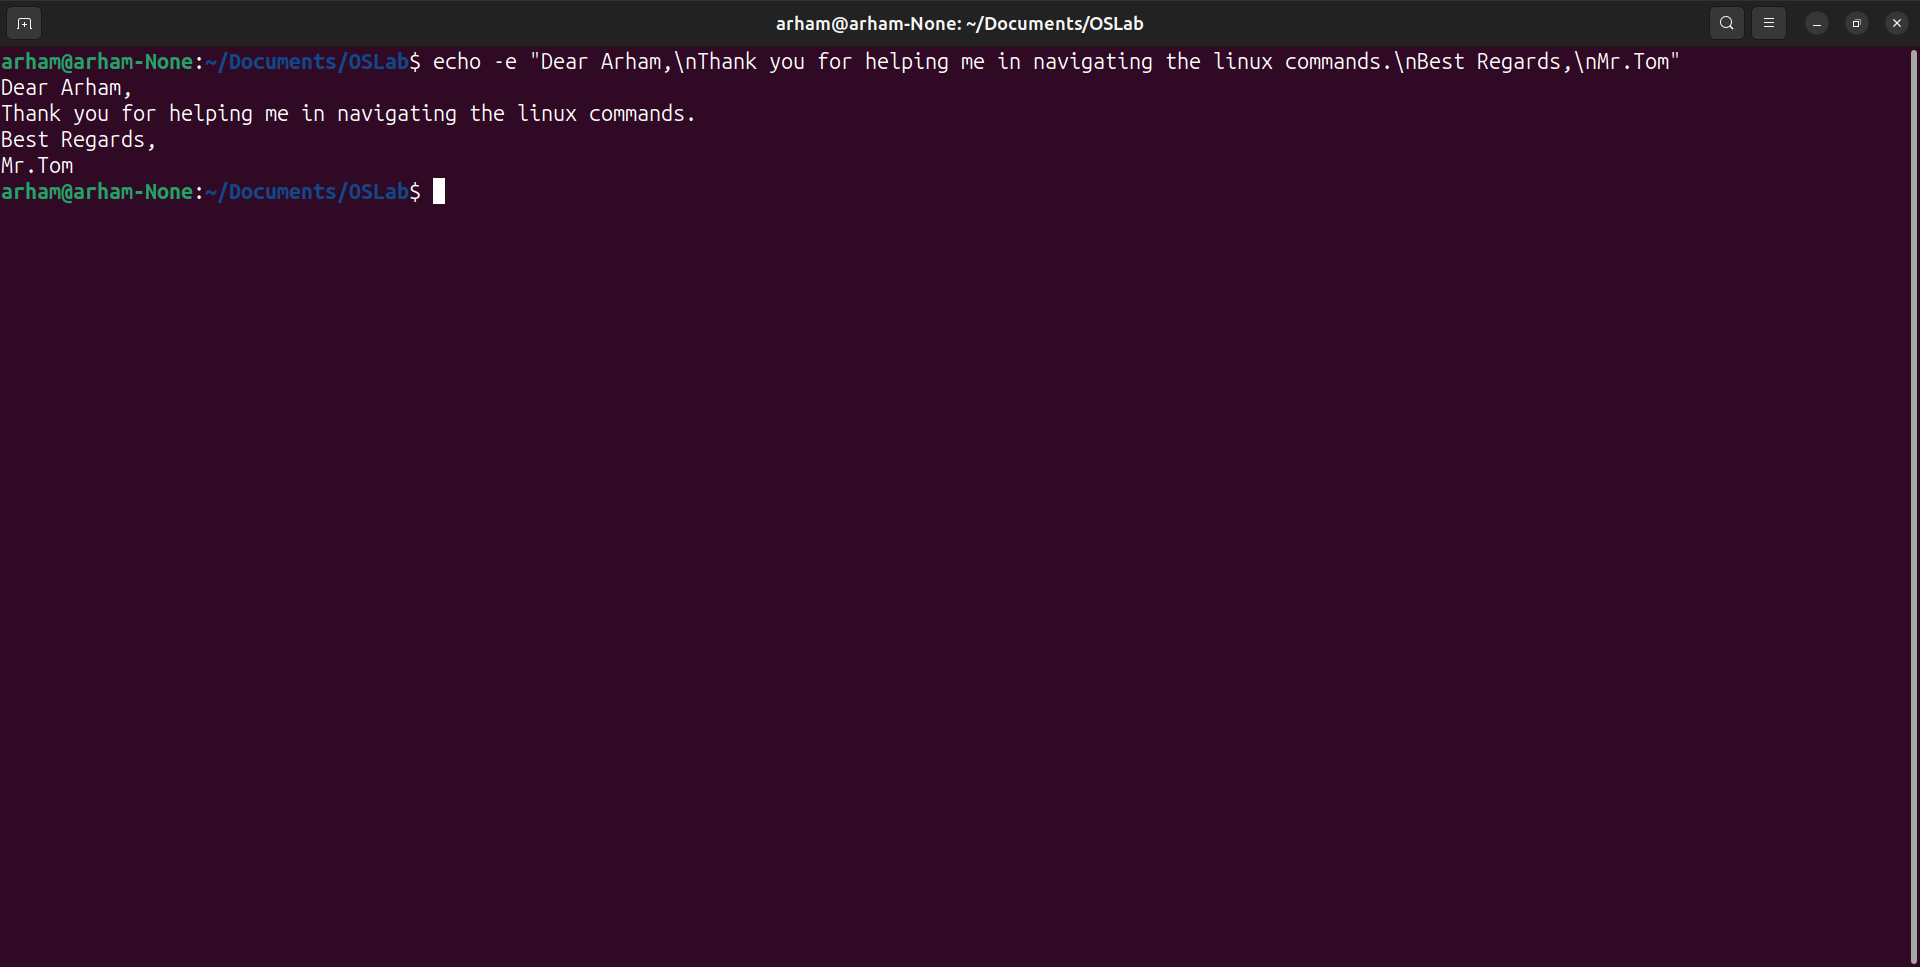 arham@arham-None: ~/Documents/OSLab
arham@arham-None:~/Documents/OSLab$ echo -e "Dear Arham,\nThank you for helping me in navigating the linux commands.\nBest Regards,\nMr.Tom"
Dear Arham,
Thank you for helping me in navigating the linux commands.
Best Regards,
Mr.Tom
arham@arham-None:~/Documents/OSLab$